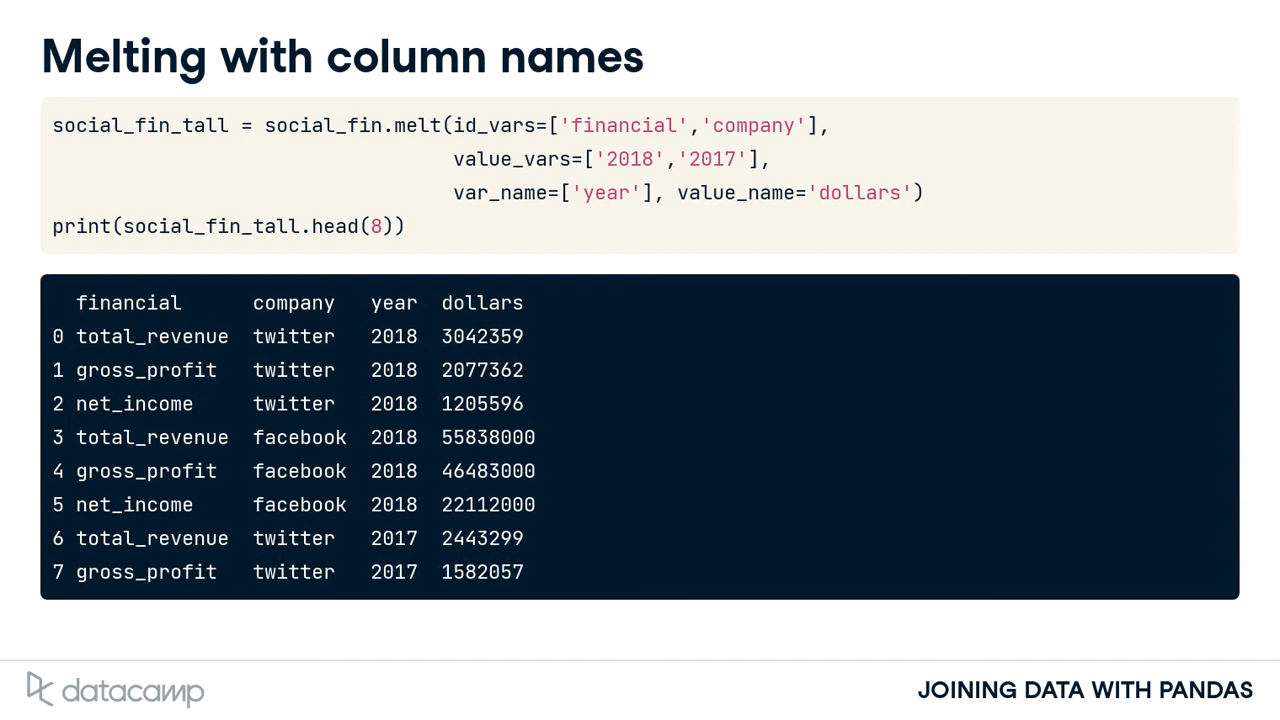 Melting with column names
social_fin_tall = social_fin.melt(id_vars=['financial','company'],
                                  value_vars=['2018','2017'],
                                  var_name=['year'], value_name='dollars')
print(social_fin_tall.head(8))
  financial      company   year  dollars
0 total_revenue  twitter   2018  3042359
1 gross_profit   twitter   2018  2077362
2 net_income     twitter   2018  1205596
3 total_revenue  facebook  2018  55838000
4 gross_profit   facebook  2018  46483000
5 net_income     facebook  2018  22112000
6 total_revenue  twitter   2017  2443299
7 gross_profit   twitter   2017  1582057
datacamp
JOINING DATA WITH PANDAS